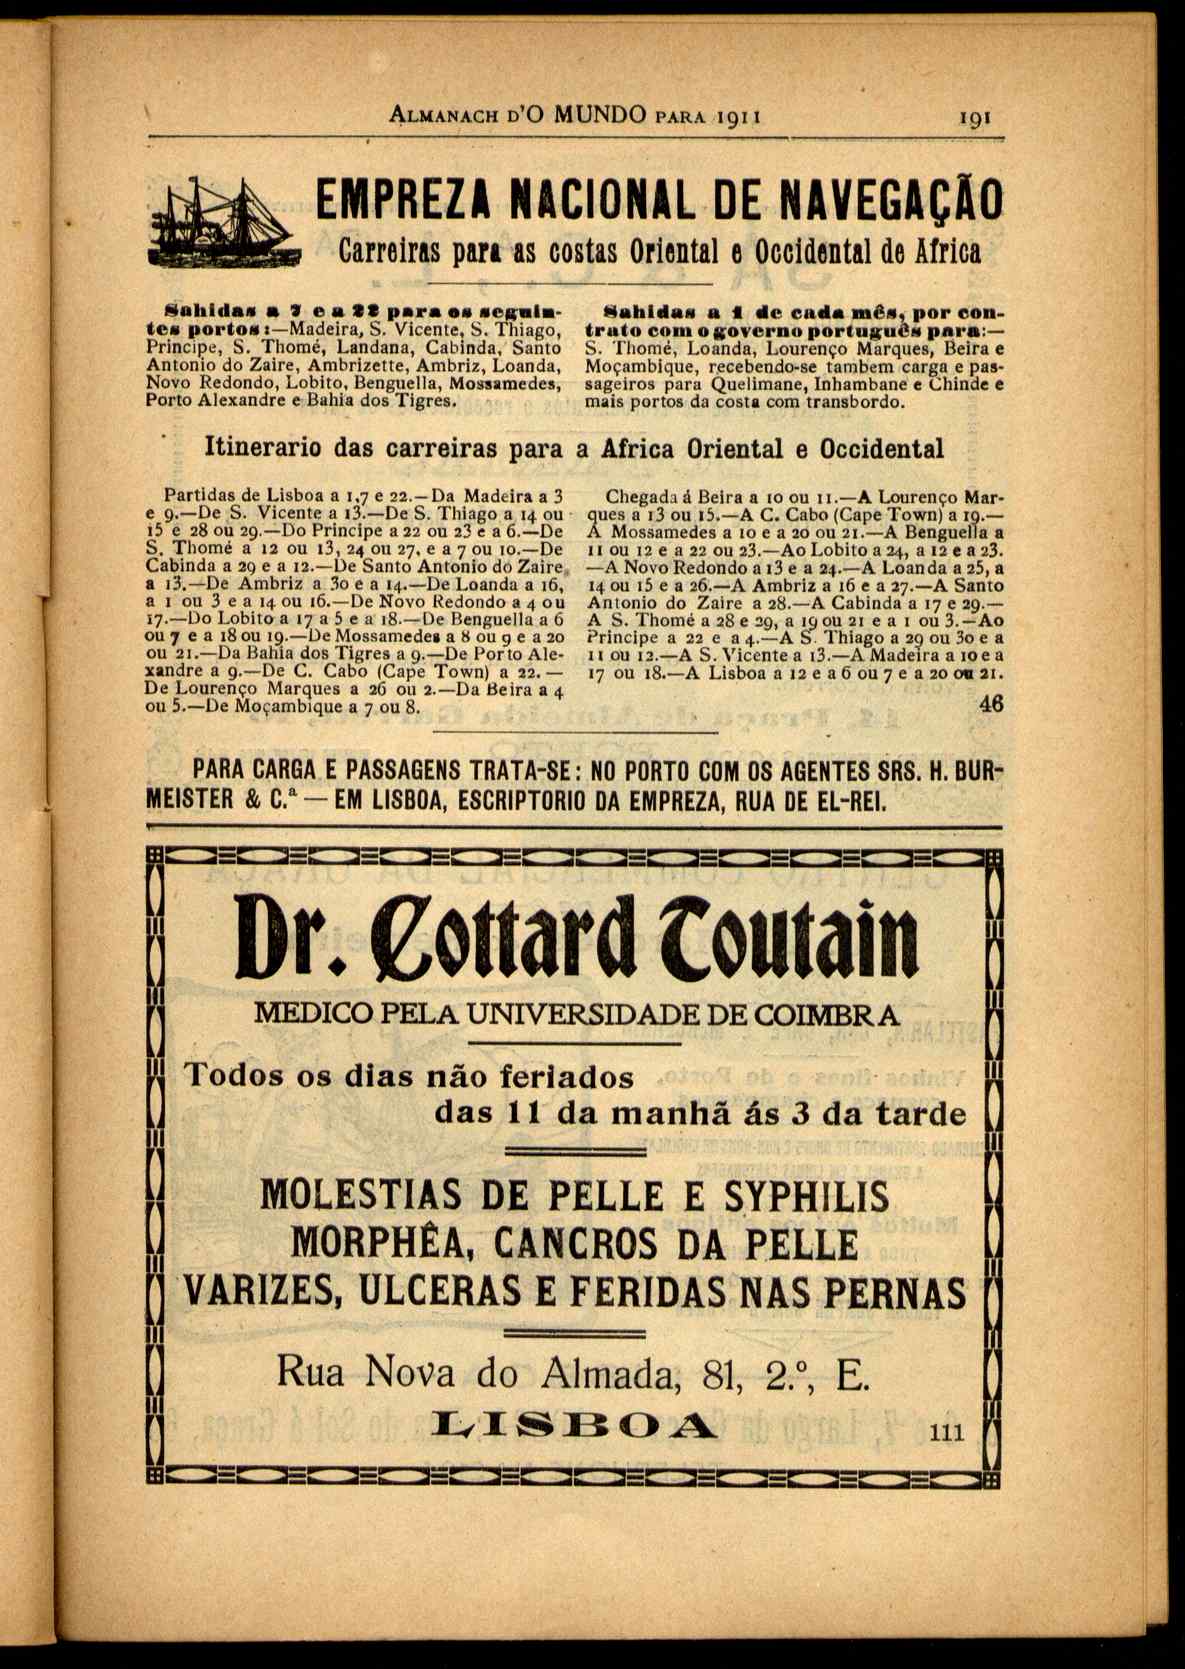 ALMANACH D'O MUNDO PARA 1911 191
EMPREZA NACIONAL DE NAVEGAÇÃO
Carreiras para as costas Oriental e Occidental de Africa
Sahidas a 7 e a 22 para os seguin-
tes portos:—Madeira, S. Vicente, S. Thiago,
Principe, S. Thomé, Landana, Cabinda, Santo
Antonio do Zaire, Ambrizette, Ambriz, Loanda,
Novo Redondo, Lobito, Benguella, Mossamedes,
Porto Alexandre e Bahia dos Tigres.
Sahidas a 1 de cada mês, por con-
trato com o governo português para:—
S. Thomé, Loanda, Lourenço Marques, Beira e
Moçambique, recebendo-se tambem carga e pas-
sageiros para Quelimane, Inhambane e Chinde e
mais portos da costa com transbordo.
Itinerario das carreiras para a Africa Oriental e Occidental
Partidas de Lisboa a 1,7 e 22.—Da Madeira a 3
e 9.—De S. Vicente a 13.—De S. Thiago a 14 ou
15 e 28 ou 29.—Do Principe a 22 ou 23 e a 6.—De
S. Thomé a 12 ou 13, 24 ou 27, e a 7 ou 10.—De
Cabinda a 29 e a 12.—De Santo Antonio do Zaire
a 13.—De Ambriz a 30 e a 14.—De Loanda a 16,
a 1 ou 3 e a 14 ou 16.—De Novo Redondo a 4 ou
17.—Do Lobito a 17 a 5 e a 18.—De Benguella a 6
ou 7 e a 18 ou 19.—De Mossamedes a 8 ou 9 e a 20
ou 21.—Da Bahia dos Tigres a 9.—De Porto Ale-
xandre a 9.—De C. Cabo (Cape Town) a 22.—
De Lourenço Marques a 26 ou 2.—Da Beira a 4
ou 5.—De Moçambique a 7 ou 8.
Chegada á Beira a 10 ou 11.—A Lourenço Mar-
ques a 13 ou 15.—A C. Cabo (Cape Town) a 19.—
A Mossamedes a 10 e a 20 ou 21.—A Benguella a
11 ou 12 e a 22 ou 23.—Ao Lobito a 24, a 12 e a 23.
—A Novo Redondo a 13 e a 24.—A Loanda a 25, a
14 ou 15 e a 26.—A Ambriz a 16 e a 27.—A Santo
Antonio do Zaire a 28.—A Cabinda a 17 e 29.—
A S. Thomé a 28 e 29, a 19 ou 21 e a 1 ou 3.—Ao
Principe a 22 e a 4.—A S. Thiago a 29 ou 30 e a
11 ou 12.—A S. Vicente a 13.—A Madeira a 10 e a
17 ou 18.—A Lisboa a 12 e a 6 ou 7 e a 20 ou 21.
46
PARA CARGA E PASSAGENS TRATA-SE: NO PORTO COM OS AGENTES SRS. H. BUR-
MEISTER & C.ª — EM LISBOA, ESCRIPTORIO DA EMPREZA, RUA DE EL-REI.
Dr. Cottard Toutain
MEDICO PELA UNIVERSIDADE DE COIMBRA
Todos os dias não feriados
das 11 da manhã ás 3 da tarde
MOLESTIAS DE PELLE E SYPHILIS
MORPHÊA, CANCROS DA PELLE
VARIZES, ULCERAS E FERIDAS NAS PERNAS
Rua Nova do Almada, 81, 2.º, E.
LISBOA 111